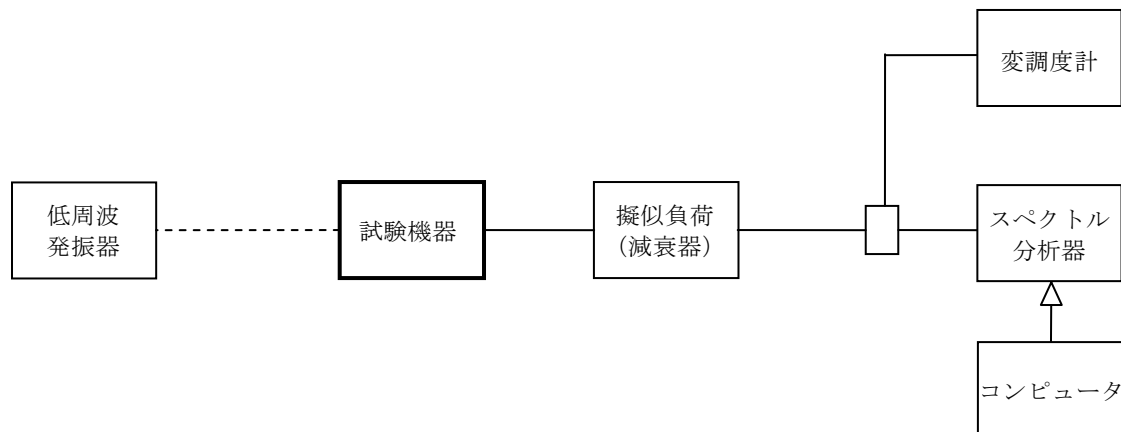 変調度計
低周波
発振器
試験機器
擬似負荷
(減衰器)
スペクトル
分析器
コンピュータ